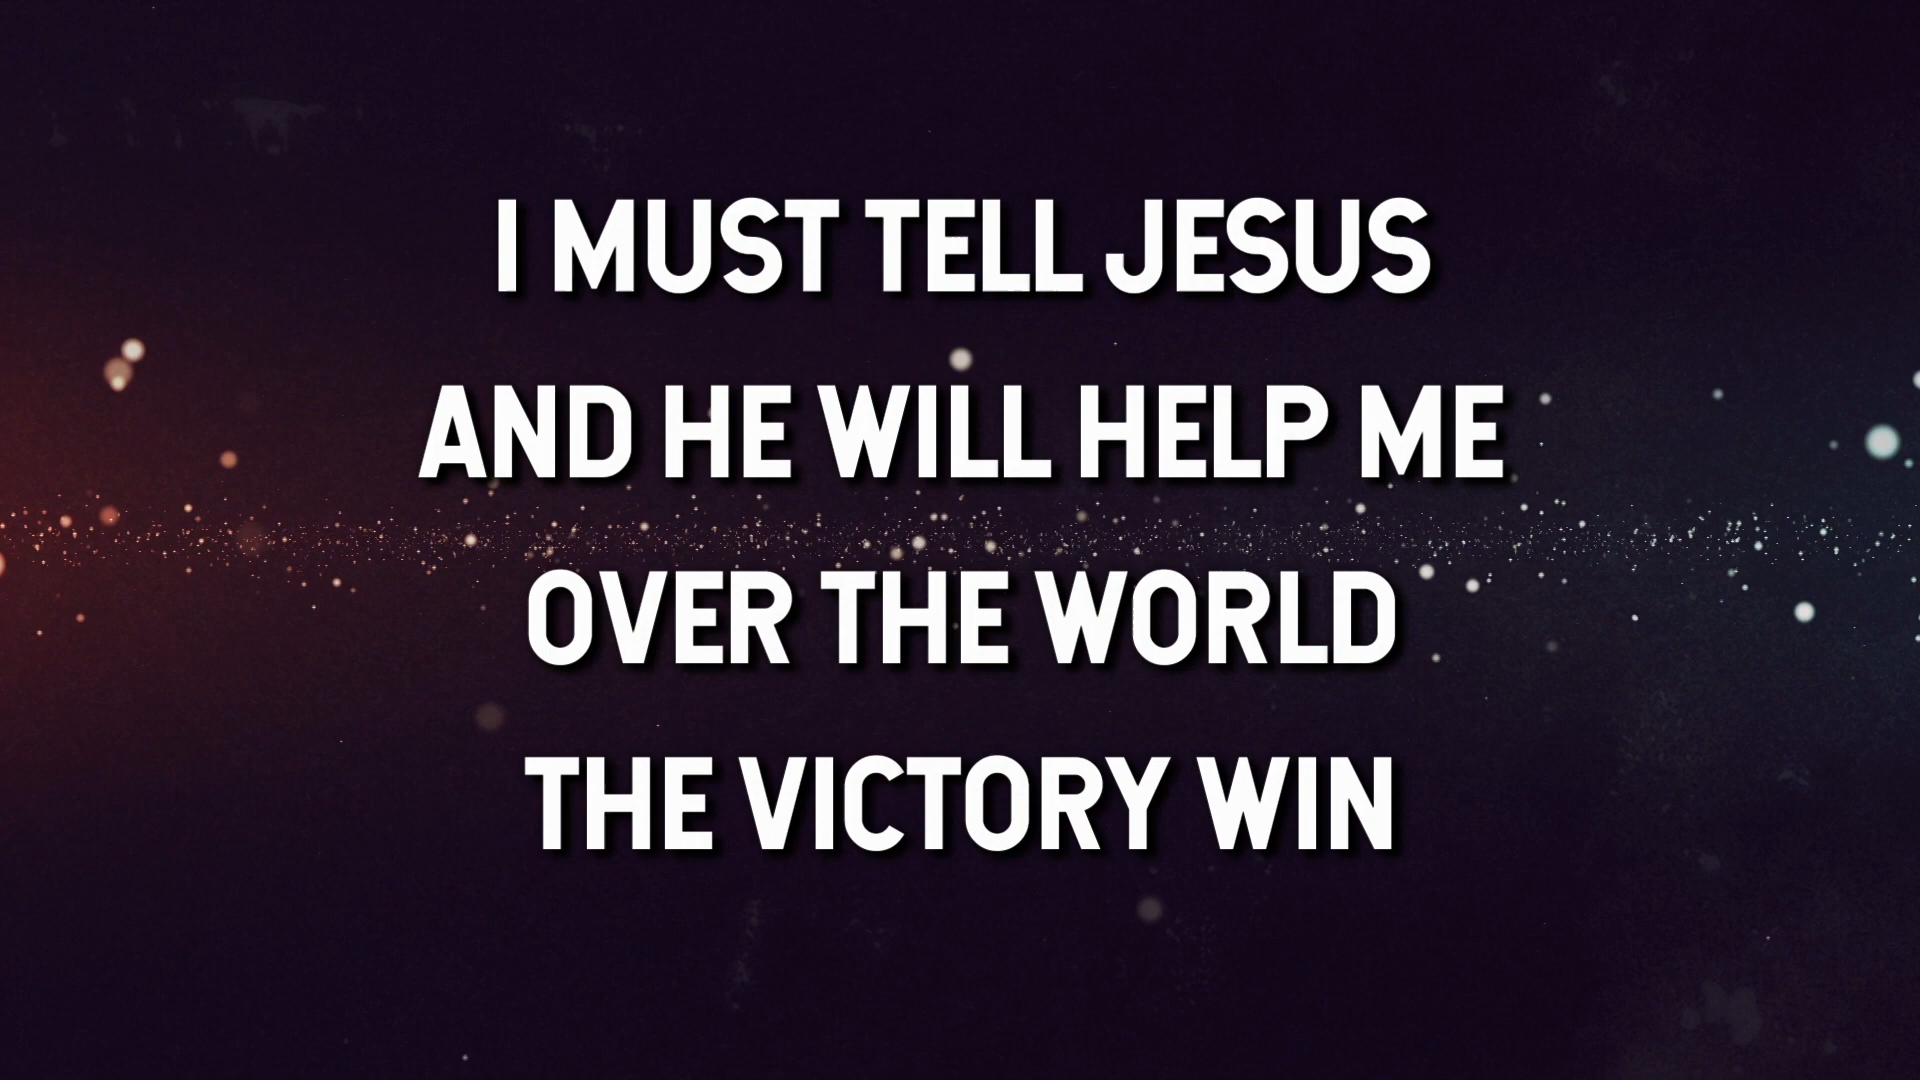 I MUST TELL JESUS
AND HE WILL HELP ME
OVER THE WORLD
THE VICTORY WIN